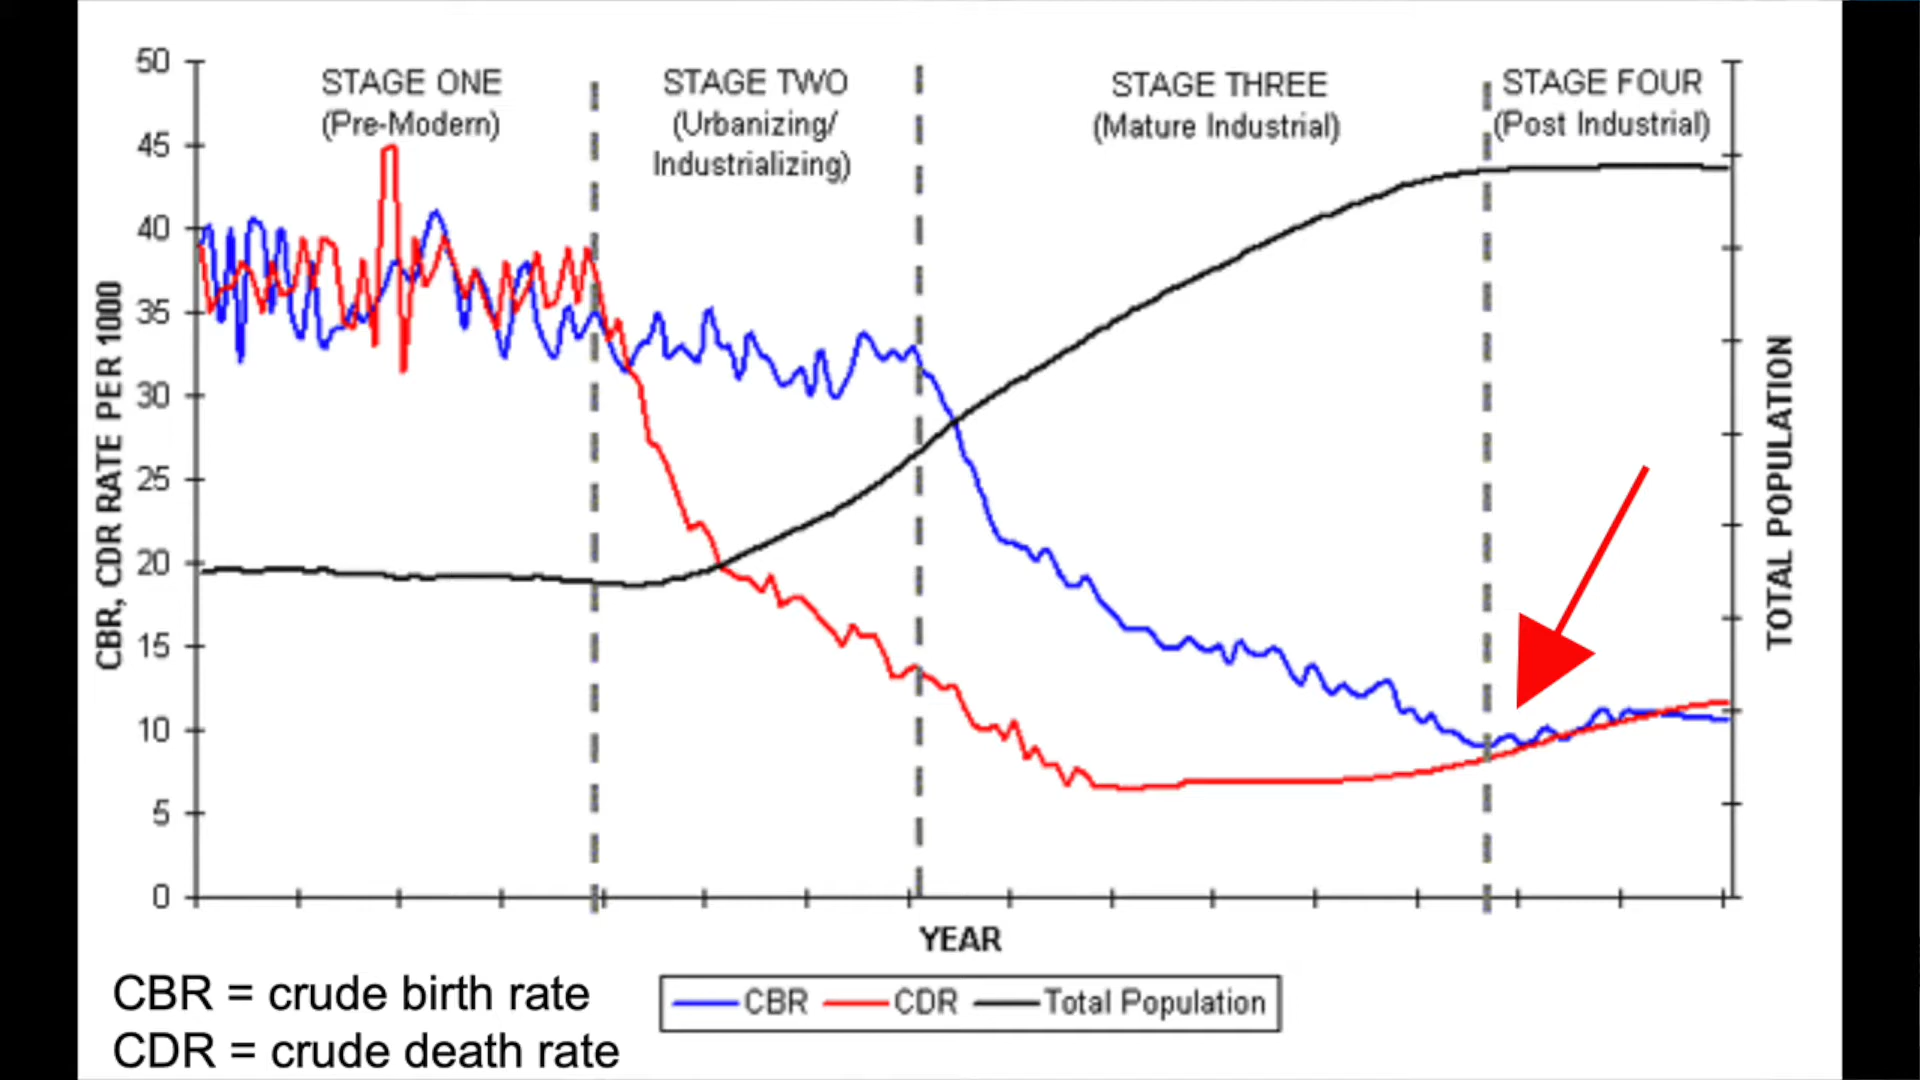 50
45
40
35
30
25
20
15
10
5
0
CBR, CDR RATE PER 1000
STAGE ONE
(Pre-Modern)
STAGE TWO
(Urbanizing/
Industrializing)
STAGE THREE
(Mature Industrial)
STAGE FOUR
(Post Industrial)
TOTAL POPULATION
YEAR
CBR CDR Total Population
CBR = crude birth rate
CDR = crude death rate